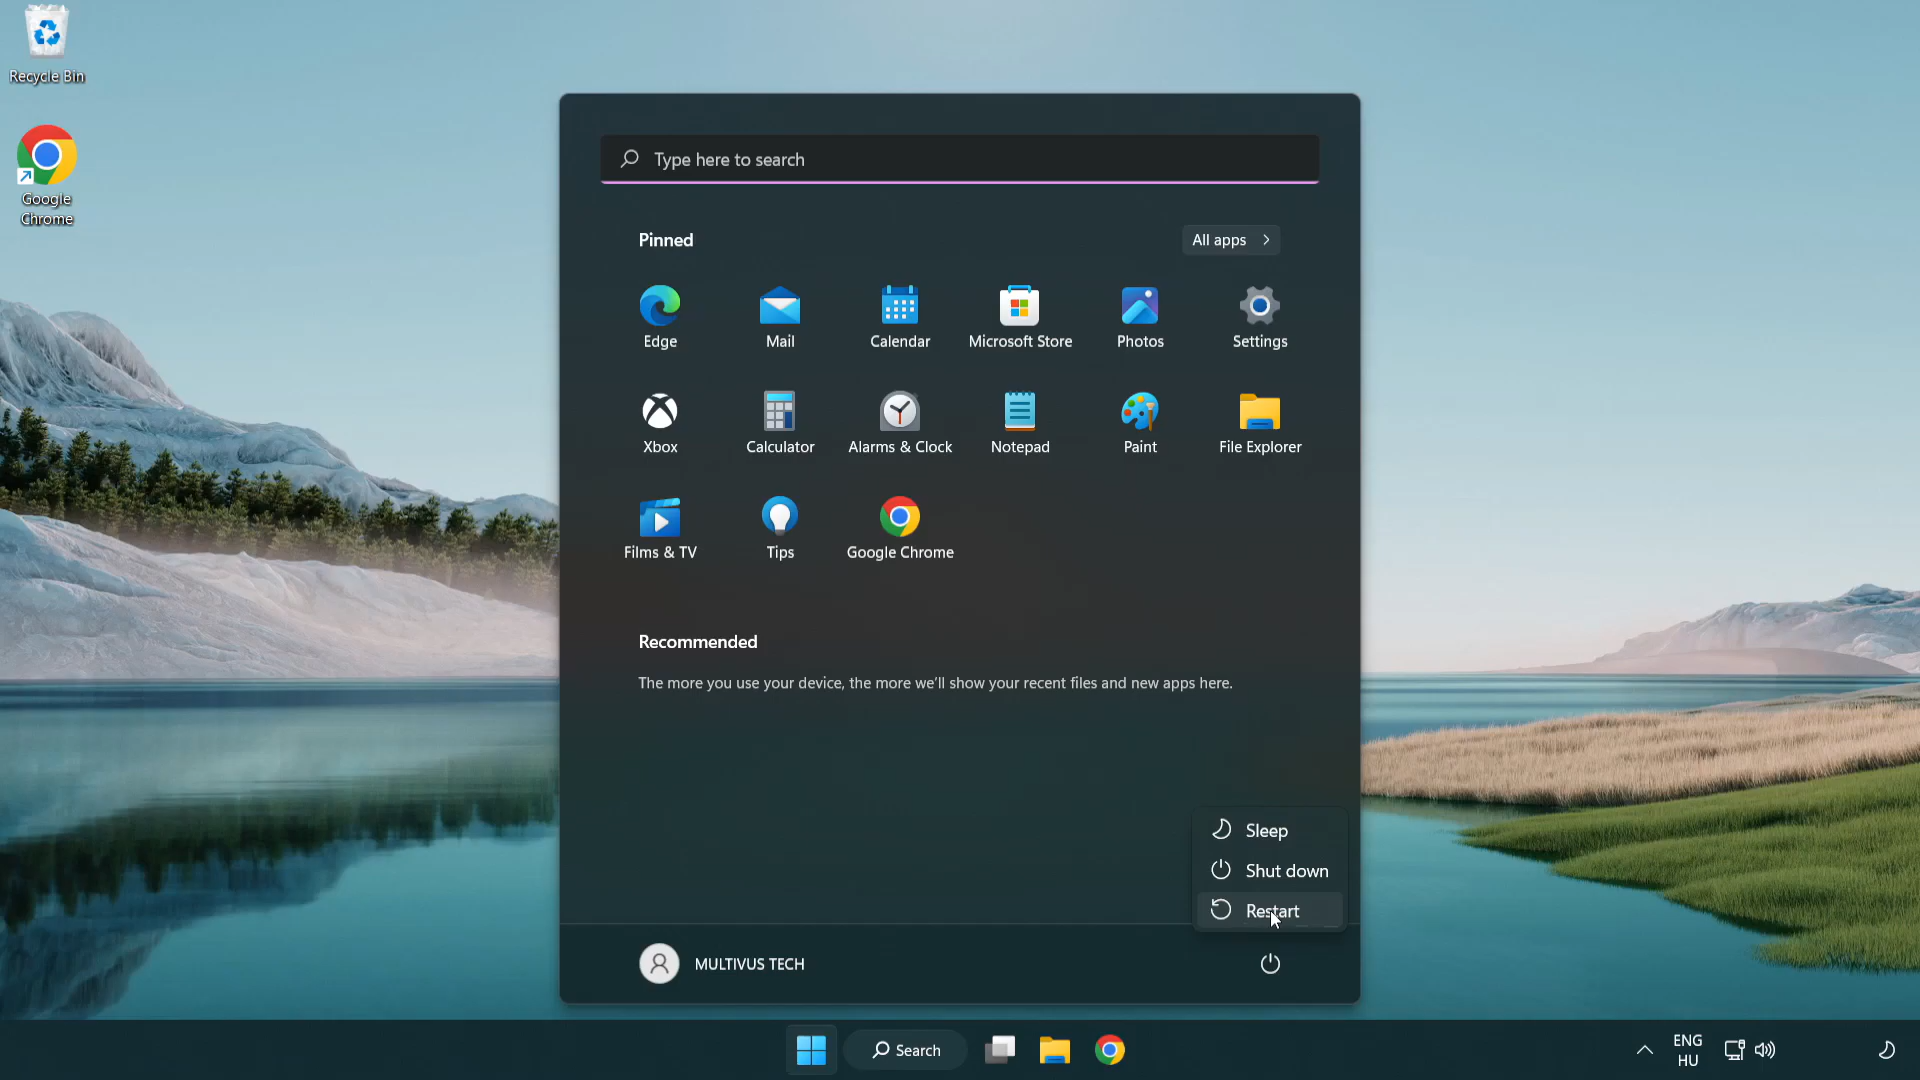 Recycle Bin
Google
Chrome
Type here to search
Pinned
All apps
Edge
Mail
Calendar
Microsoft Store
Photos
Settings
Xbox
Calculator
Alarms & Clock
Notepad
Paint
File Explorer
Films & TV
Tips
Google Chrome
Recommended
The more you use your device, the more we'll show your recent files and new apps here.
Sleep
Shut down
Restart
MULTIVUS TECH
Search
ENG
HU